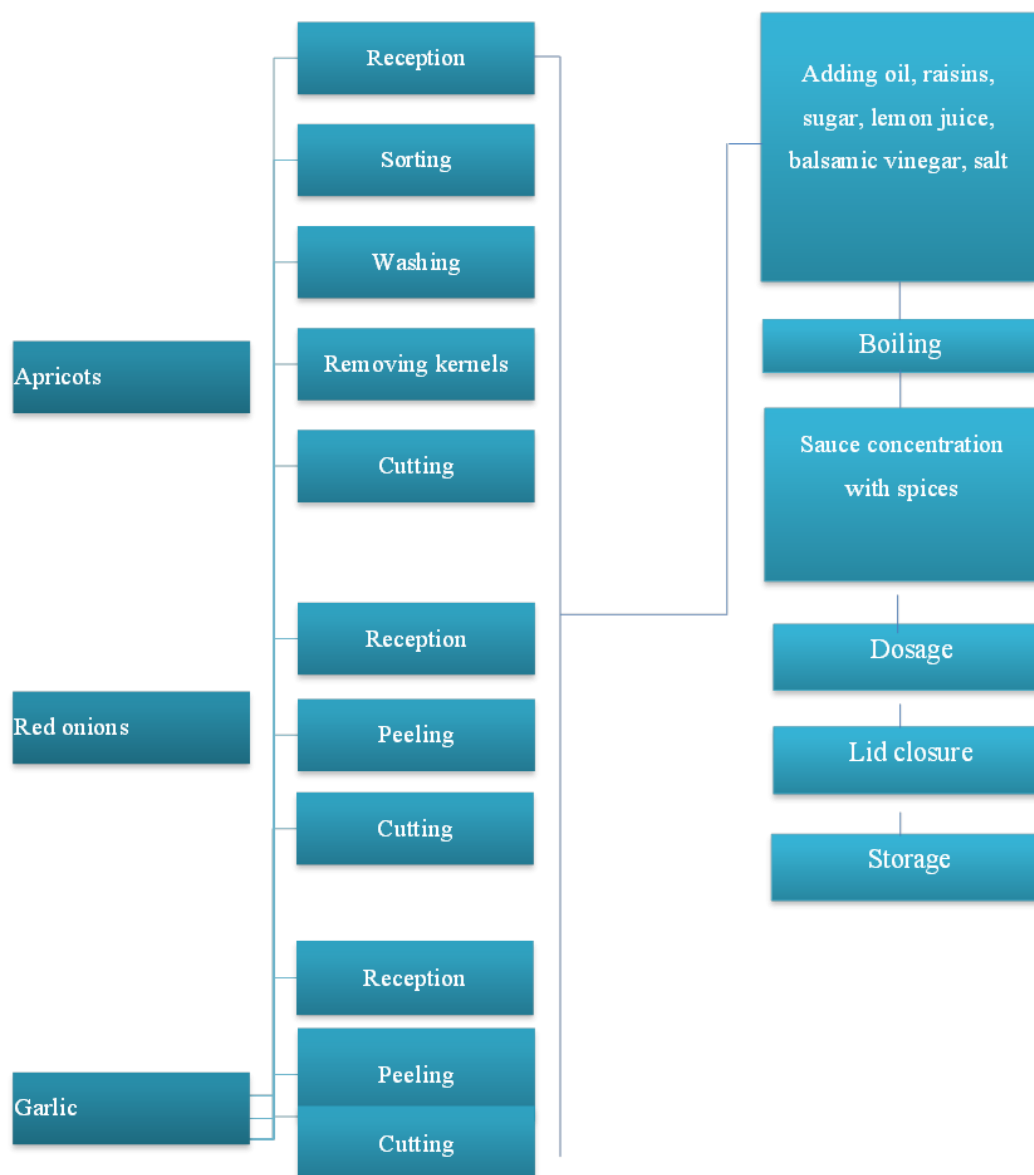 Apricots
Red onions
Garlic
Reception
Sorting
Washing
Removing kernels
Cutting
Reception
Peeling
Cutting
Reception
Peeling
Cutting
Adding oil, raisins,
sugar, lemon juice,
balsamic vinegar, salt
Boiling
Sauce concentration
with spices
Dosage
Lid closure
Storage